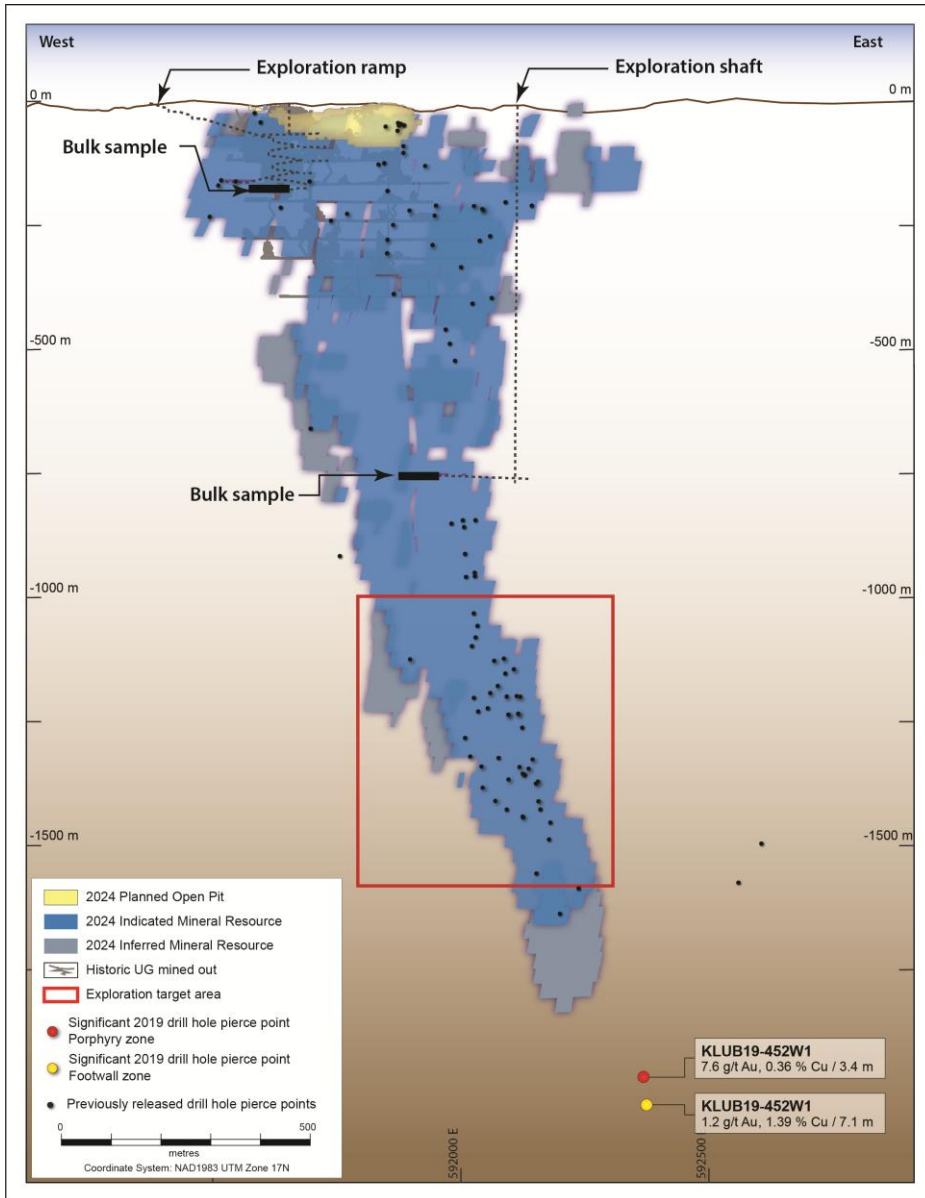 West
East
Exploration ramp
Exploration shaft
0 m
0 m
Bulk sample
-500 m
-500 m
Bulk sample
-1000 m
-1000 m
-1500 m
-1500 m
2024 Planned Open Pit
2024 Indicated Mineral Resource
2024 Inferred Mineral Resource
Historic UG mined out
Exploration target area
Significant 2019 drill hole pierce point
Porphyry zone
Significant 2019 drill hole pierce point
Footwall zone
Previously released drill hole pierce points
0
500
metres
Coordinate System: NAD1983 UTM Zone 17N
KLUB19-452W1
7.6 g/t Au, 0.36 % Cu / 3.4 m
KLUB19-452W1
1.2 g/t Au, 1.39 % Cu / 7.1 m
592000 E
592500